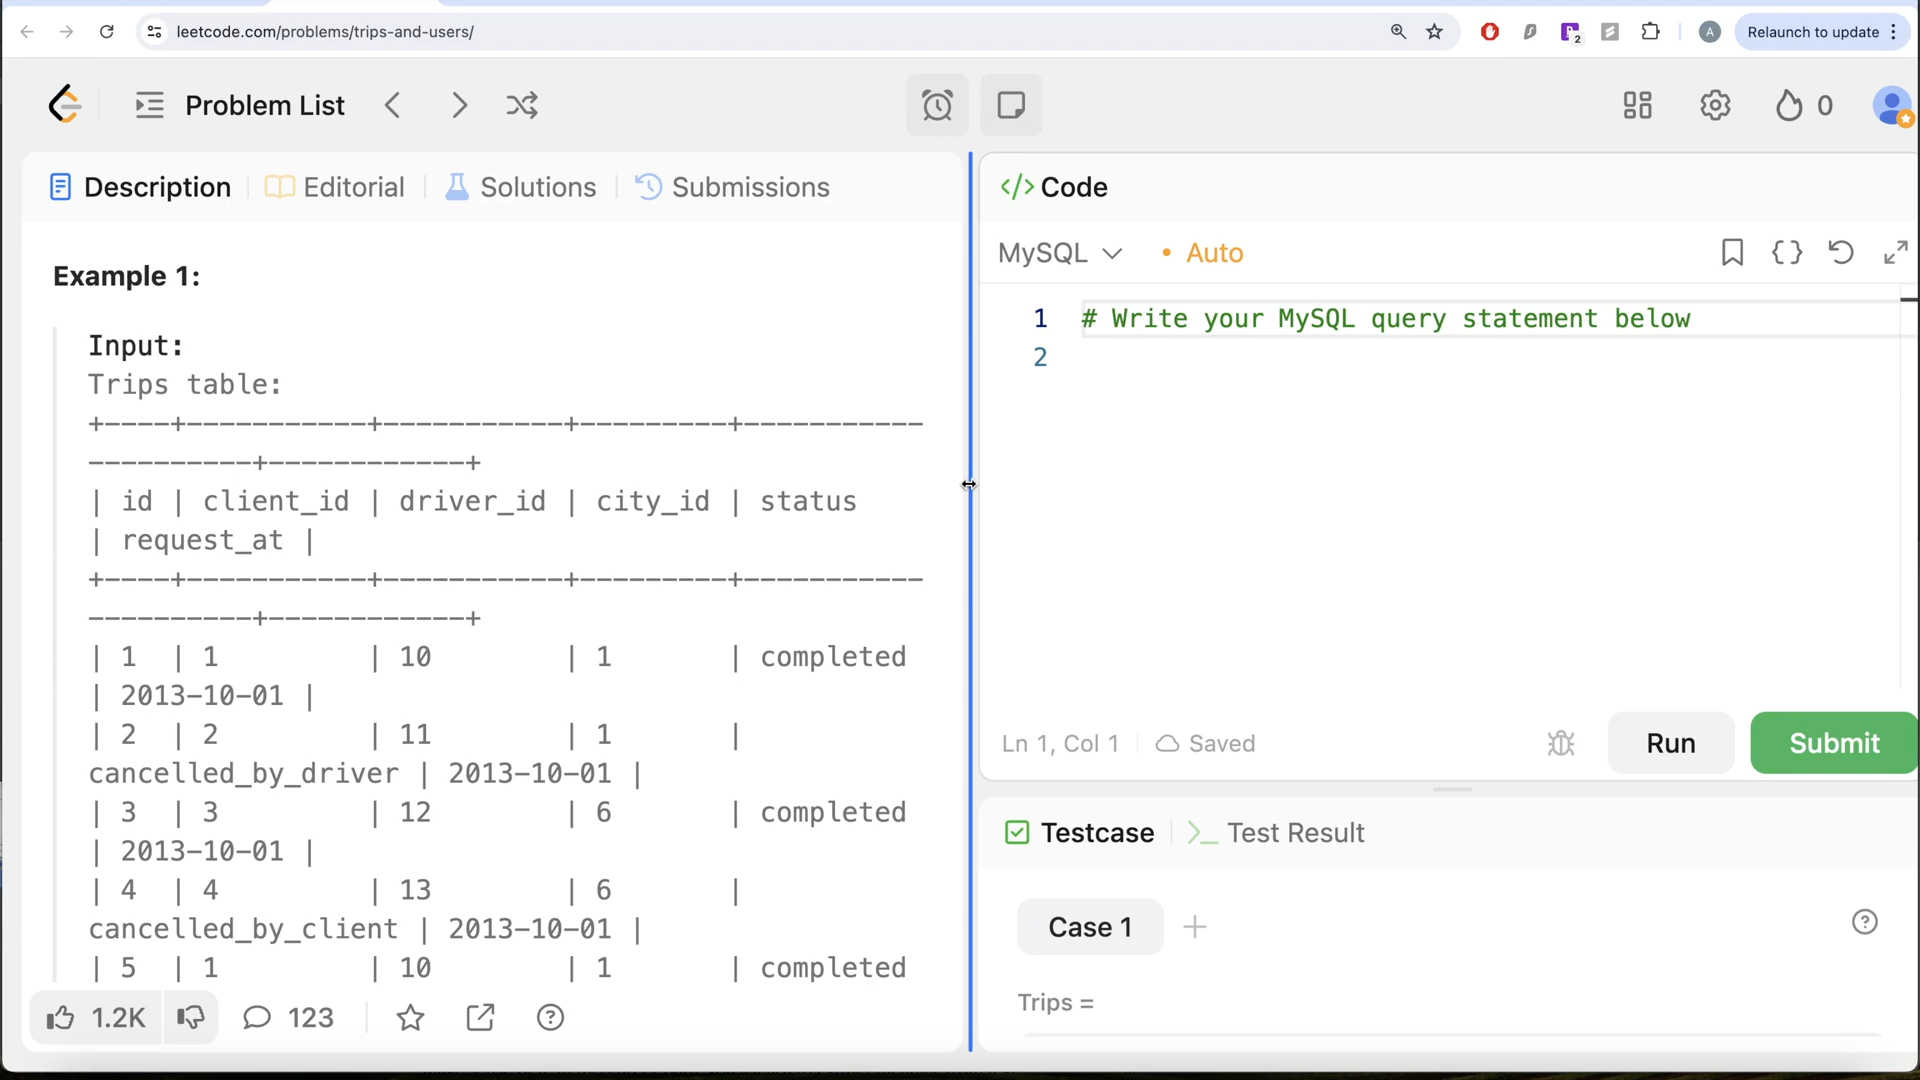 leetcode.com/problems/trips-and-users/
2
A
Relaunch to update
Problem List
0
Description
Editorial
Solutions
Submissions
Example 1:
Input:
Trips table:
+----+-----------+-----------+---------+-----------
----------+------------+
| id | client_id | driver_id | city_id | status
| request_at |
+----+-----------+-----------+---------+-----------
----------+------------+
| 1  | 1         | 10        | 1       | completed
| 2013-10-01 |
| 2  | 2         | 11        | 1       |
cancelled_by_driver | 2013-10-01 |
| 3  | 3         | 12        | 6       | completed
| 2013-10-01 |
| 4  | 4         | 13        | 6       |
cancelled_by_client | 2013-10-01 |
| 5  | 1         | 10        | 1       | completed
1.2K
123
</> Code
MySQL
• Auto
1 # Write your MySQL query statement below
2
Ln 1, Col 1
Saved
Run
Submit
Testcase
Test Result
Case 1
Trips =